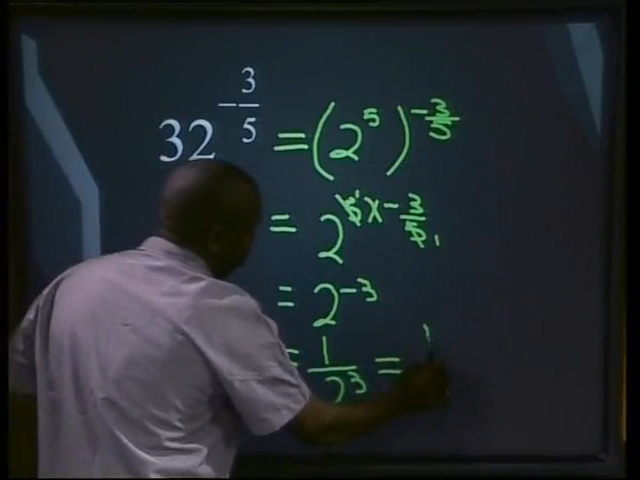 32^{-3/5} = (2^5)^{-3/5}
= 2^{5 × -3/5}
= 2^{-3}
= 1/2^3 =